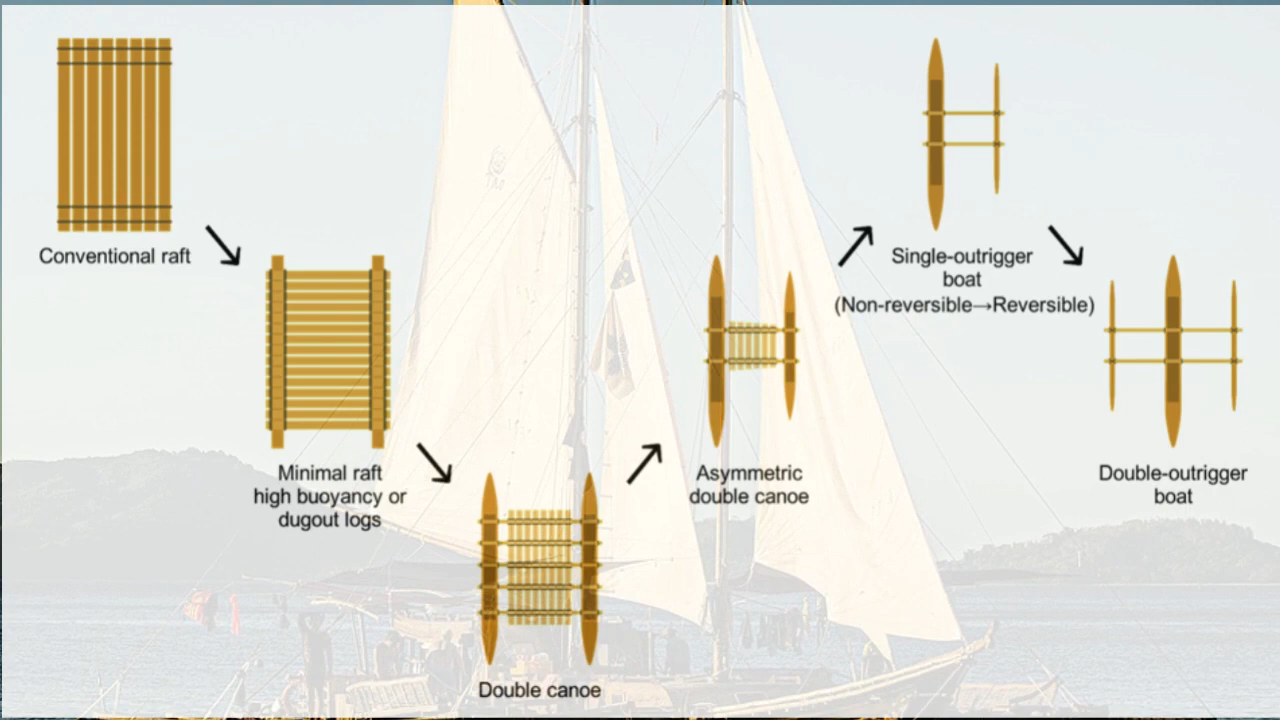 Conventional raft
Minimal raft
high buoyancy or
dugout logs
Double canoe
Asymmetric
double canoe
Single-outrigger
boat
(Non-reversible→Reversible)
Double-outrigger
boat